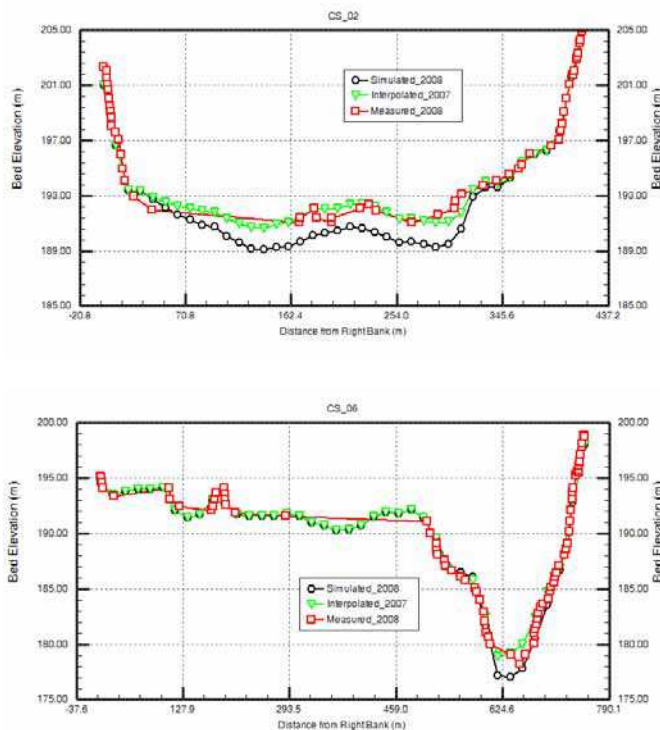 CS_02
205.00 205.00
201.00 201.00
197.00 197.00
193.00 193.00
189.00 189.00
185.00 185.00
Bed Elevation (m)
Bed Elevation (m)
Simulated_2008
Interpolated_2007
Measured_2008
-20.8 70.8 162.4 254.0 345.6 437.2
Distance from Right Bank (m)
CS_06
200.00 200.00
195.00 195.00
190.00 190.00
185.00 185.00
180.00 180.00
175.00 175.00
Bed Elevation (m)
Bed Elevation (m)
Simulated_2008
Interpolated_2007
Measured_2008
-37.6 127.9 293.5 459.0 624.6 790.1
Distance from Right Bank (m)